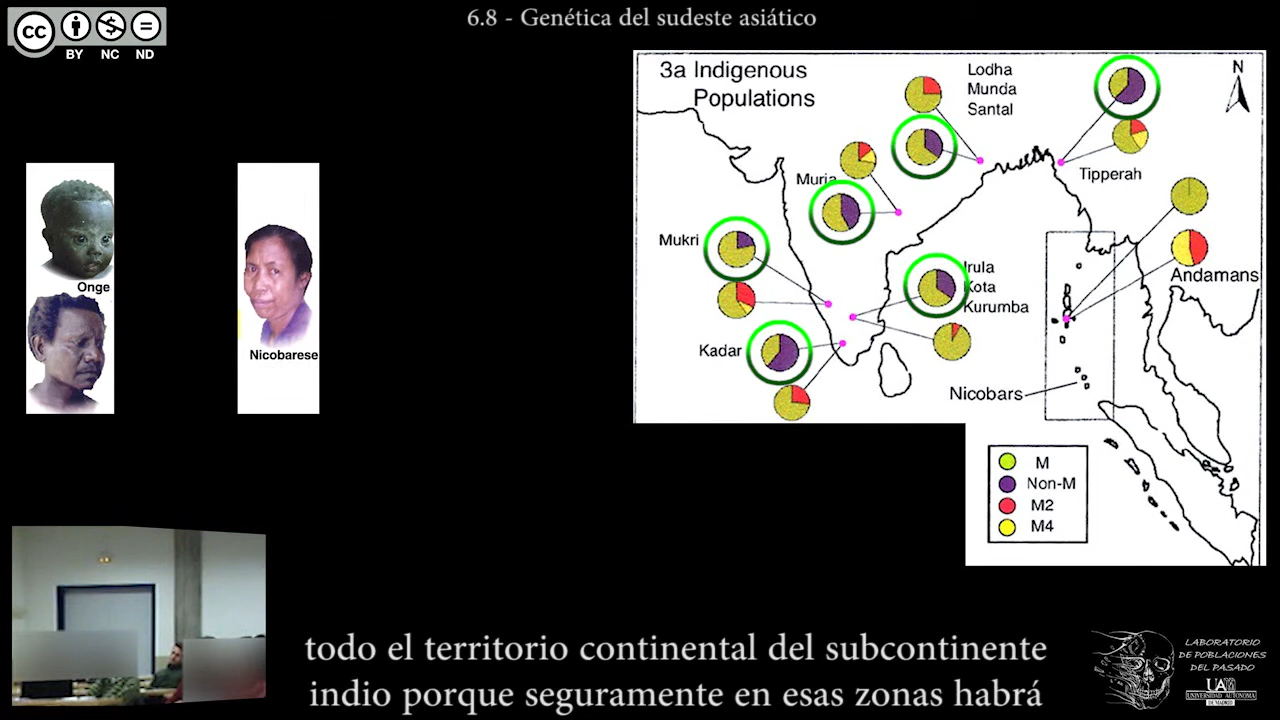 6.8 - Genética del sudeste asiático
cc
BY NC ND
3a Indigenous
Populations
Lodha
Munda
Santal
N
Muria
Tipperah
Mukri
Irula
Kota
Kurumba
Andamans
Kadar
Nicobars
M
Non-M
M2
M4
Onge
Nicobarese
todo el territorio continental del subcontinente
indio porque seguramente en esas zonas habrá
LABORATORIO
DE POBLACIONES
DEL PASADO
UAM
UNIVERSIDAD AUTONOMA
DE MADRID